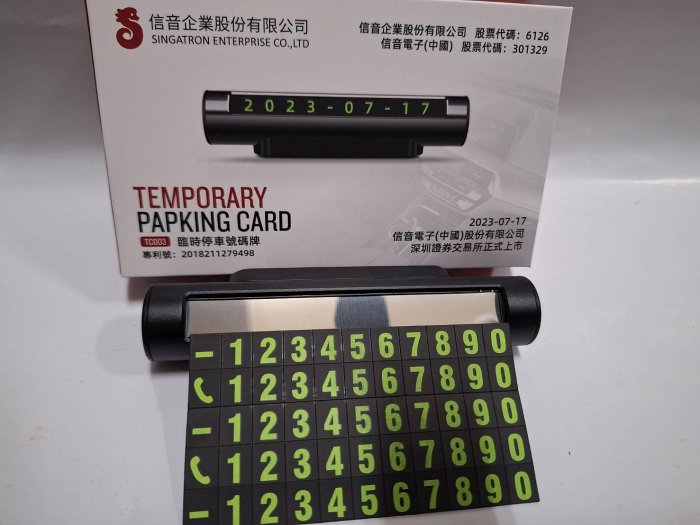 信音企業股份有限公司
SINGATRON ENTERPRISE CO.,LTD
信音企業股份有限公司 股票代碼：6126
信音電子(中國) 股票代碼：301329
2023-07-17
TEMPORARY
PAPKING CARD
TC003 臨時停車號碼牌
專利號：2018211279498
2023-07-17
信音電子(中國)股份有限公司
深圳證券交易所正式上市
-1234567890
1234567890
-1234567890
1234567890
-1234567890